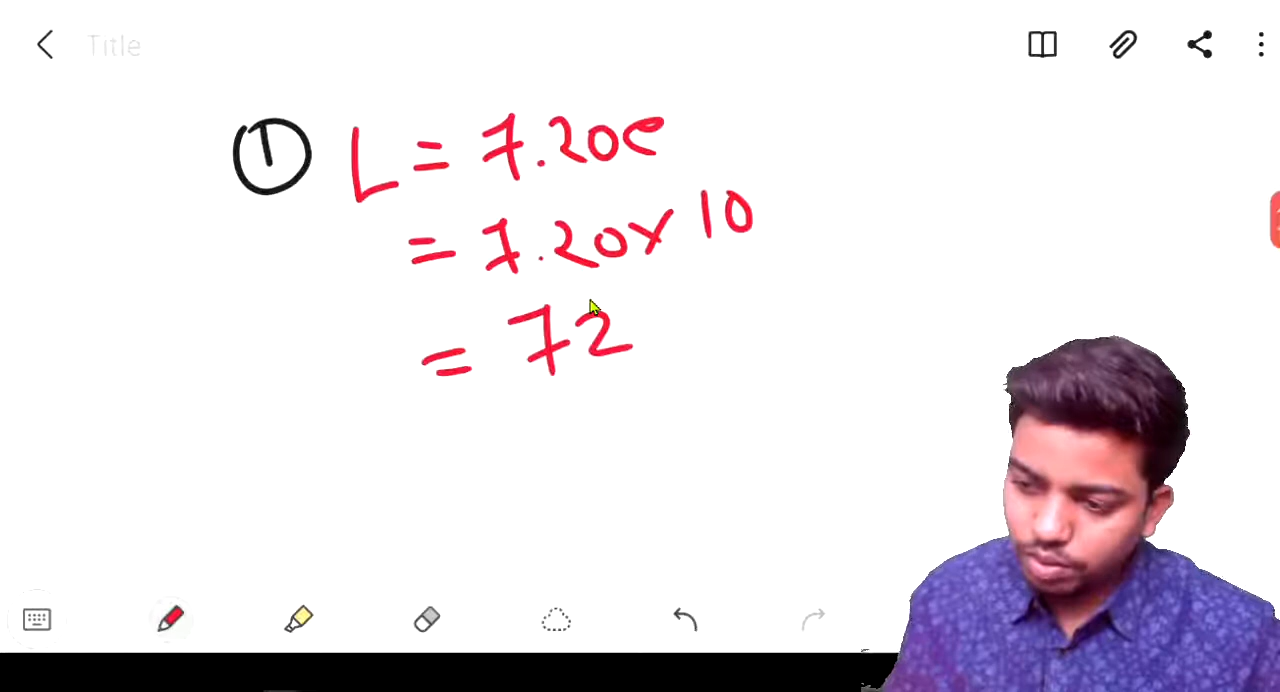 Title
① L = 7.20e
= 7.20 x 10
= 72